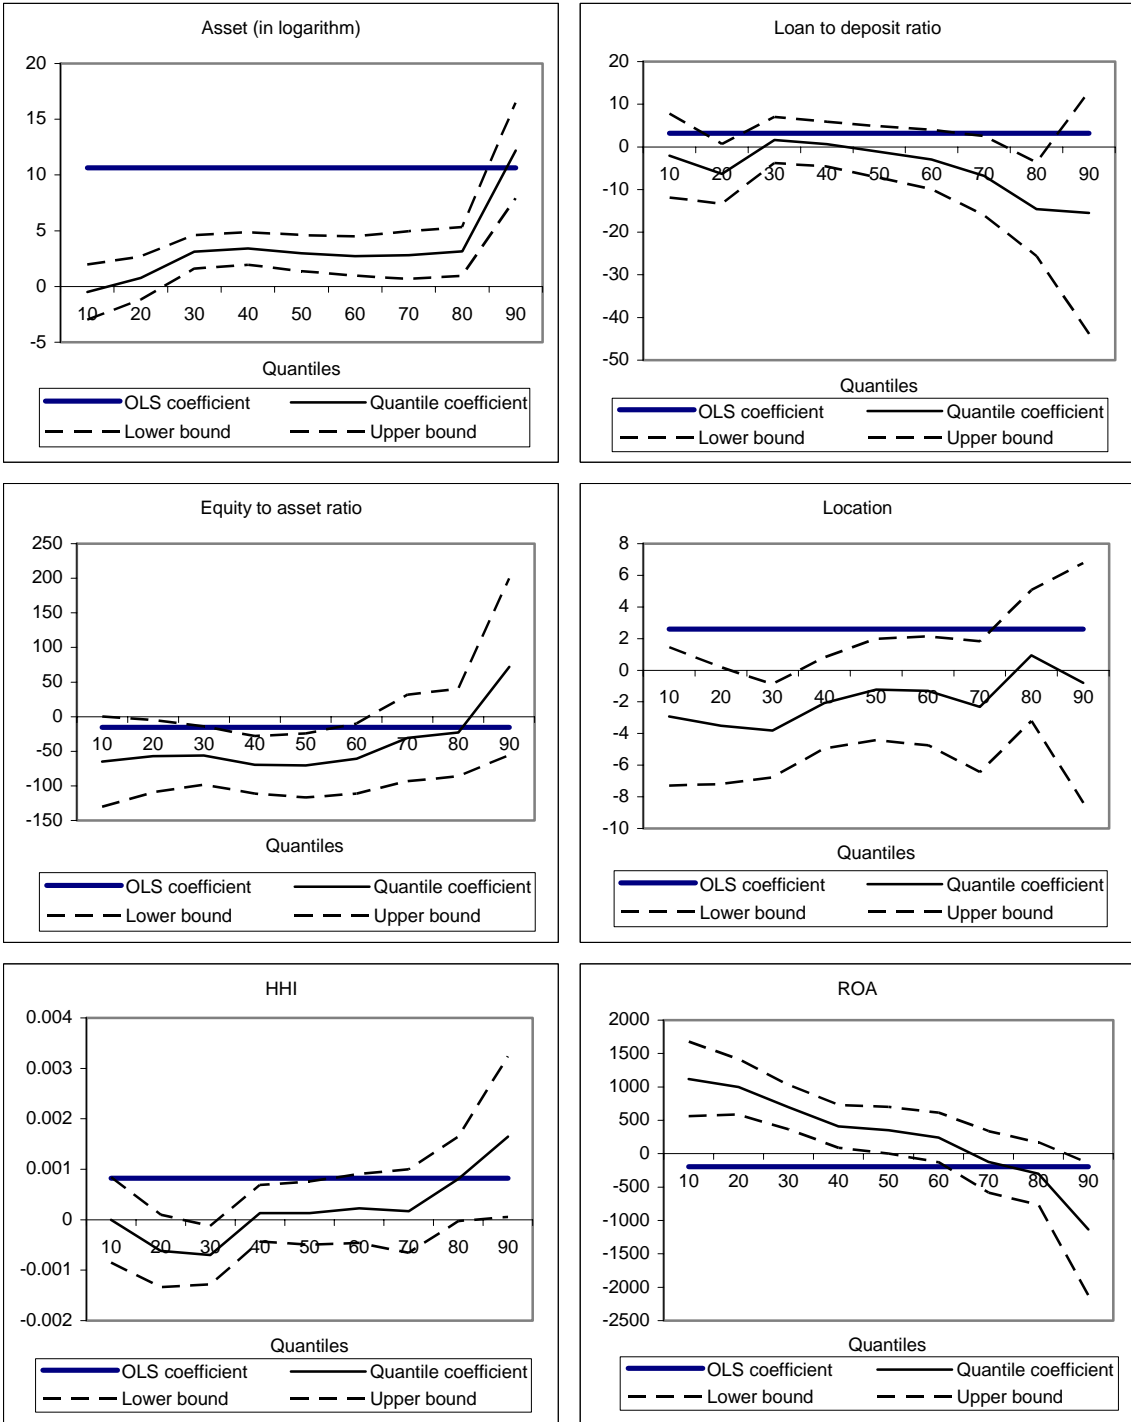 Asset (in logarithm)
20
15
10
5
0
-5
10 20 30 40 50 60 70 80 90
Quantiles
OLS coefficient Quantile coefficient
Lower bound Upper bound
Loan to deposit ratio
20
10
0
-10
-20
-30
-40
-50
10 20 30 40 50 60 70 80 90
Quantiles
OLS coefficient Quantile coefficient
Lower bound Upper bound
Equity to asset ratio
250
200
150
100
50
0
-50
-100
-150
10 20 30 40 50 60 70 80 90
Quantiles
OLS coefficient Quantile coefficient
Lower bound Upper bound
Location
8
6
4
2
0
-2
-4
-6
-8
-10
10 20 30 40 50 60 70 80 90
Quantiles
OLS coefficient Quantile coefficient
Lower bound Upper bound
HHI
0.004
0.003
0.002
0.001
0
-0.001
-0.002
10 20 30 40 50 60 70 80 90
Quantiles
OLS coefficient Quantile coefficient
Lower bound Upper bound
ROA
2000
1500
1000
500
0
-500
-1000
-1500
-2000
-2500
10 20 30 40 50 60 70 80 90
Quantiles
OLS coefficient Quantile coefficient
Lower bound Upper bound